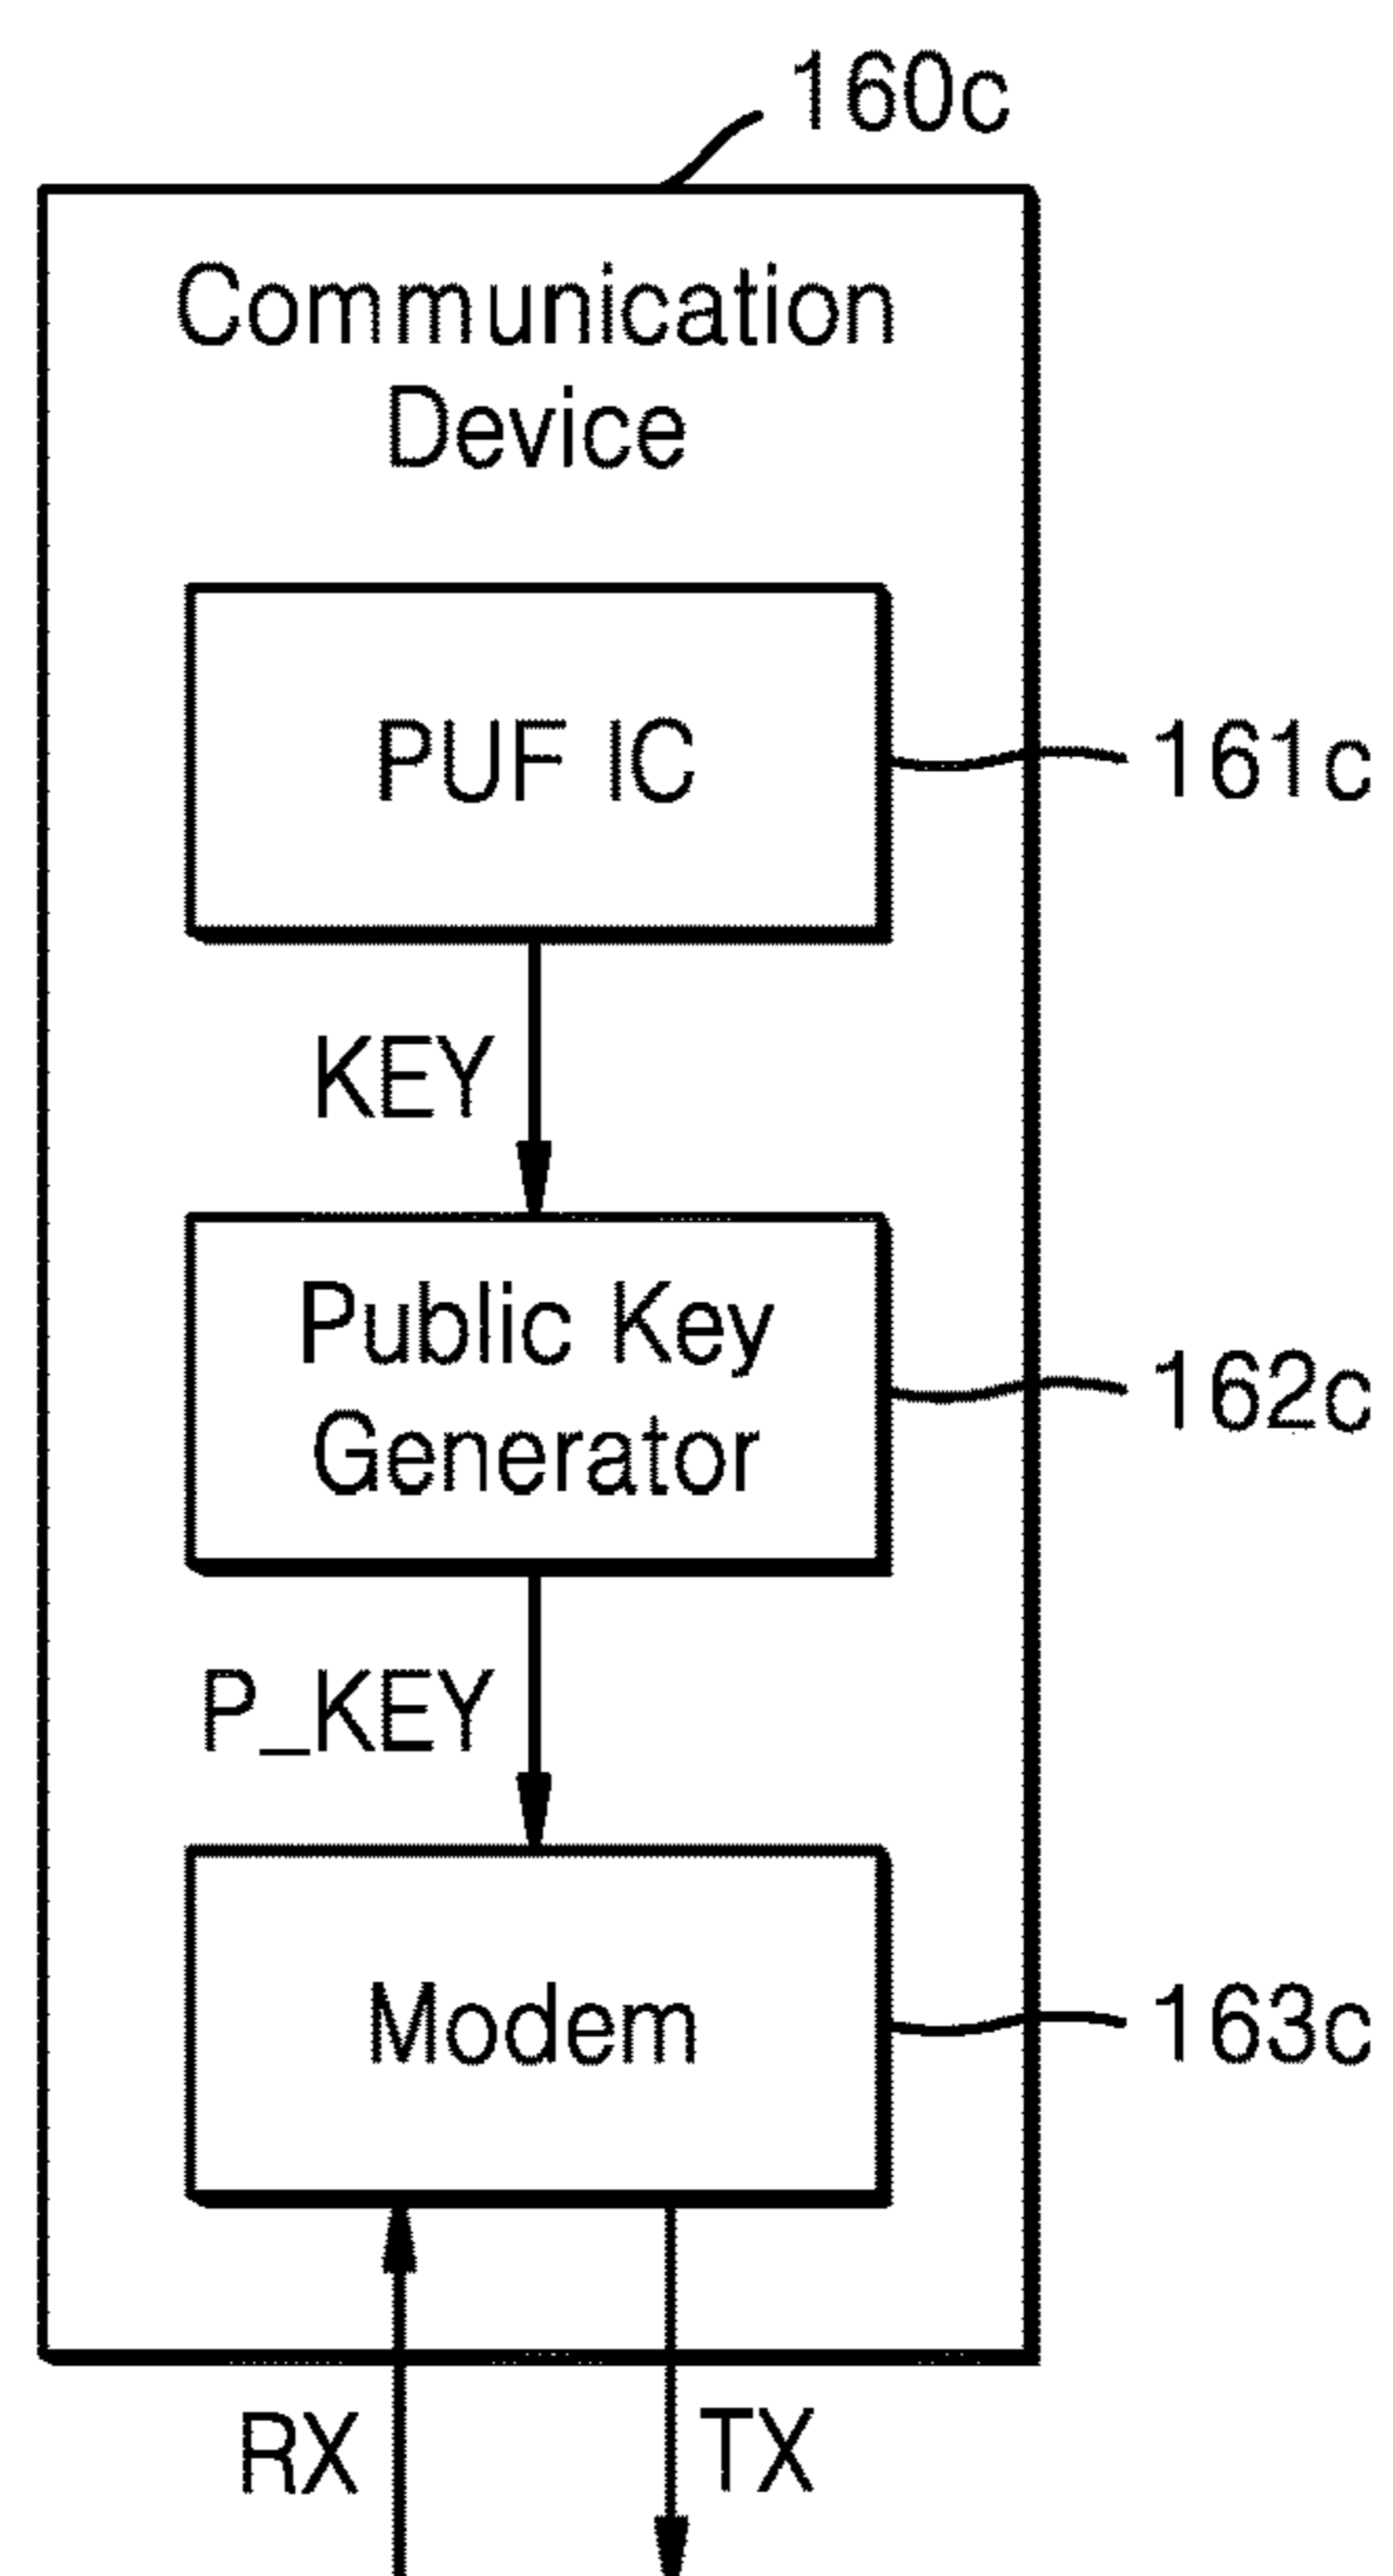 160c
Communication
Device
PUF IC
161c
KEY
Public Key
Generator
162c
P_KEY
Modem
163c
RX
TX